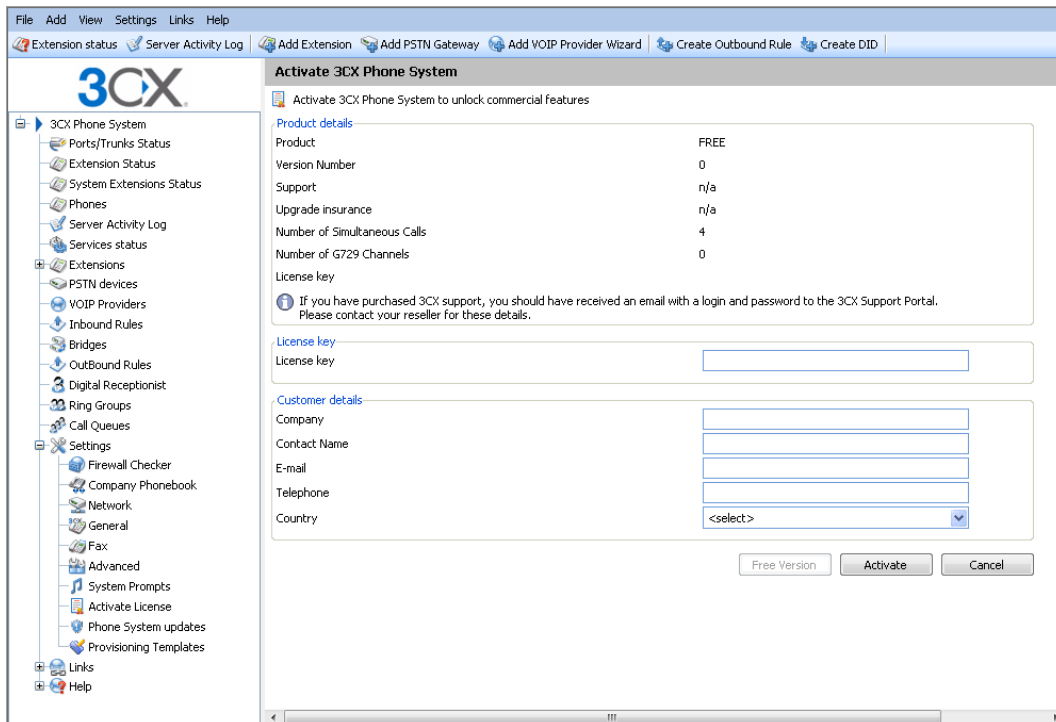 File Add View Settings Links Help
Extension status Server Activity Log Add Extension Add PSTN Gateway Add VOIP Provider Wizard Create Outbound Rule Create DID
3CX
3CX Phone System
Ports/Trunks Status
Extension Status
System Extensions Status
Phones
Server Activity Log
Services status
Extensions
PSTN devices
VOIP Providers
Inbound Rules
Bridges
OutBound Rules
Digital Receptionist
Ring Groups
Call Queues
Settings
Firewall Checker
Company Phonebook
Network
General
Fax
Advanced
System Prompts
Activate License
Phone System updates
Provisioning Templates
Links
Help
Activate 3CX Phone System
Activate 3CX Phone System to unlock commercial features
Product details
Product FREE
Version Number 0
Support n/a
Upgrade insurance n/a
Number of Simultaneous Calls 4
Number of G729 Channels 0
License key
If you have purchased 3CX support, you should have received an email with a login and password to the 3CX Support Portal.
Please contact your reseller for these details.
License key
License key
Customer details
Company
Contact Name
E-mail
Telephone
Country <select>
Free Version Activate Cancel